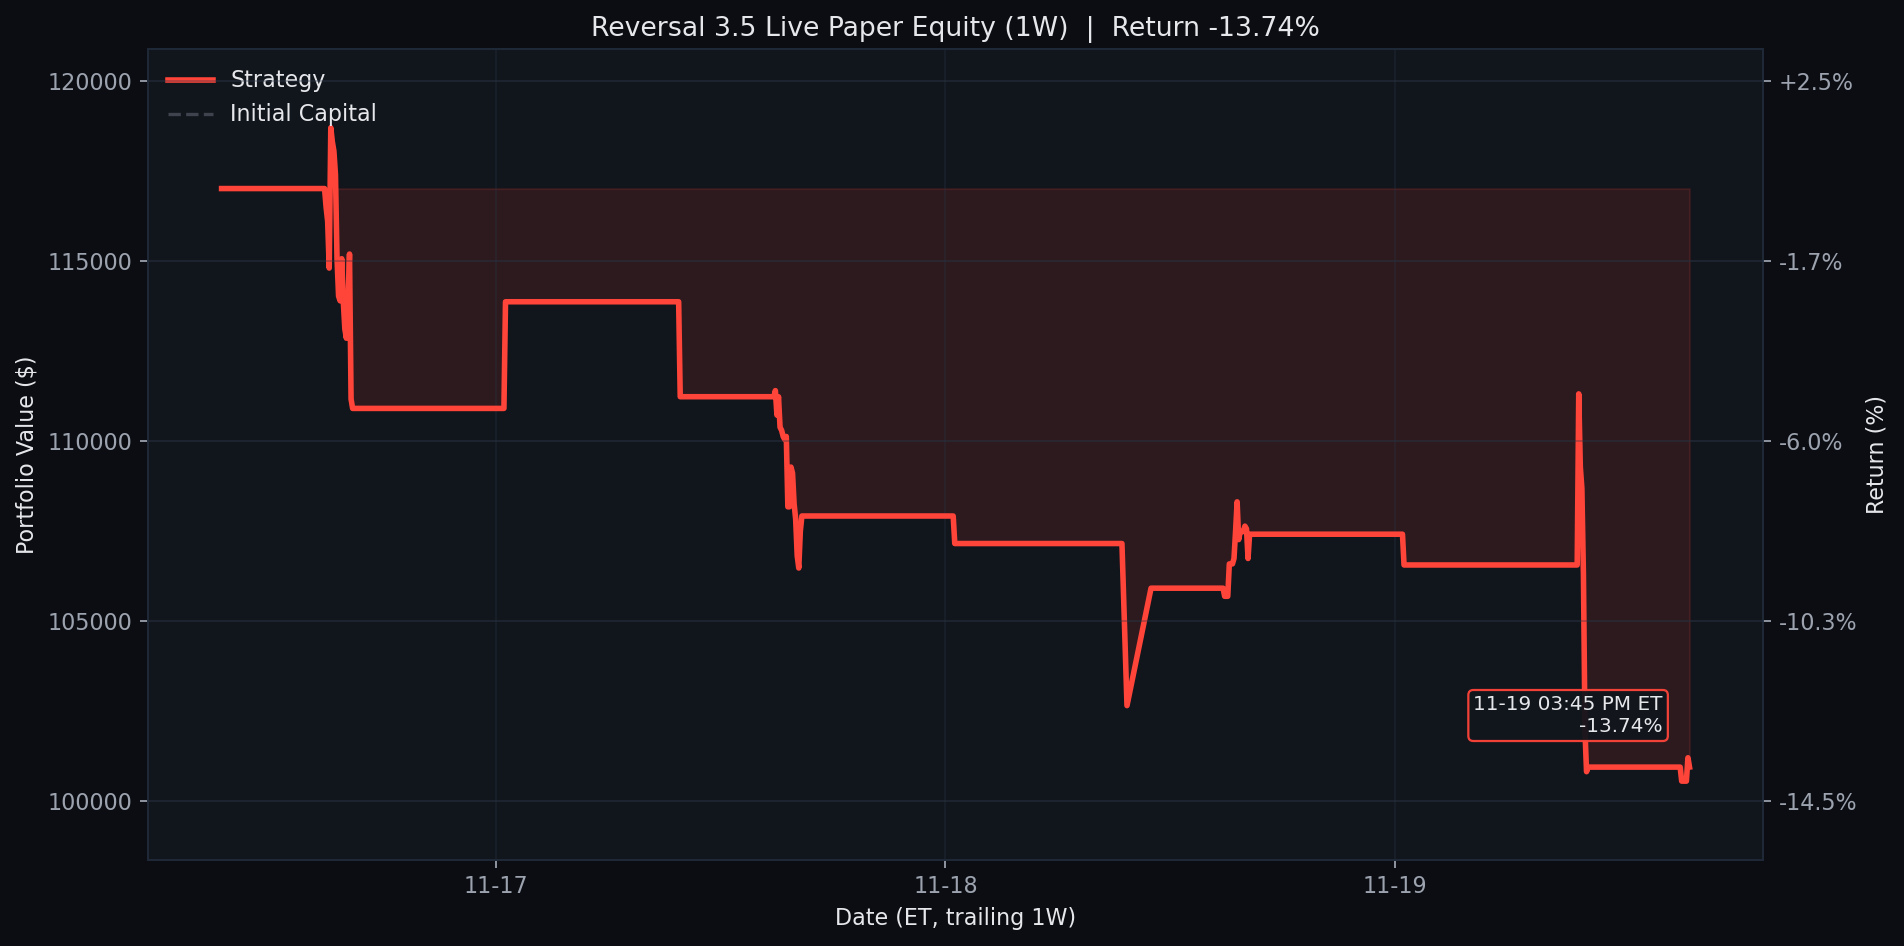 Reversal 3.5 Live Paper Equity (1W)  |  Return -13.74%
Strategy
Initial Capital
120000
115000
110000
105000
100000
Portfolio Value ($)
+2.5%
-1.7%
-6.0%
-10.3%
-14.5%
Return (%)
11-19 03:45 PM ET
-13.74%
11-17
11-18
11-19
Date (ET, trailing 1W)